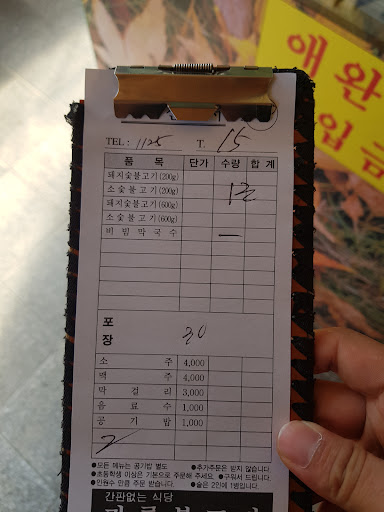 TEL: 1125 T. 15
품 목 단가 수량 합 계
돼지숯불고기(200g)
소숯불고기(200g)
돼지숯불고기(600g)
소숯불고기(600g)
비빔막국수 一
포장
소 주 4,000
맥 주 4,000
막 걸 리 3,000
음 료 수 1,000
공 기 밥 1,000
2
●모든 메뉴는 공기밥 별도 ●추가주문은 받지 않습니다.
●초등학생 이상은 기본으로 주문해 주세요. ●구워서 드립니다.
●인원수 만큼 주문 받습니다. ●술은 2인에 1병입니다.
간판없는 식당
애완
입금